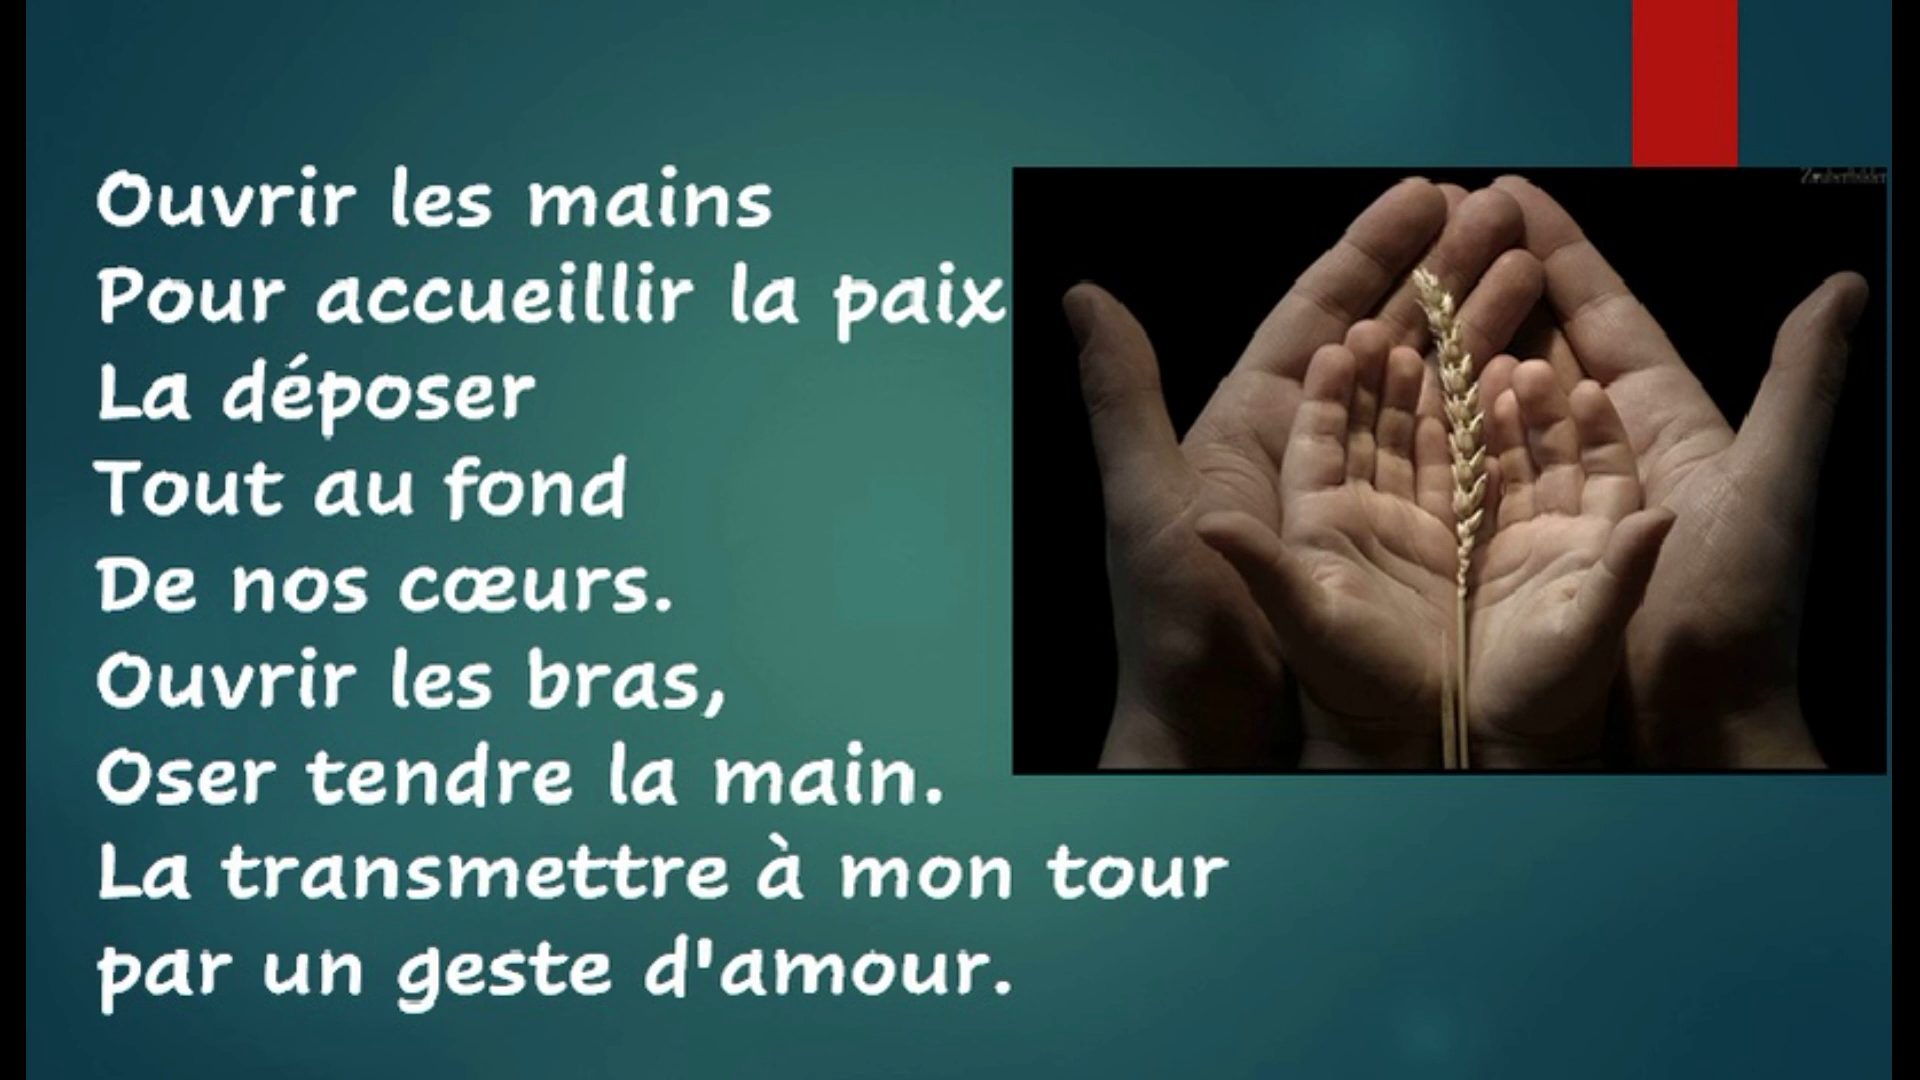 Ouvrir les mains
Pour accueillir la paix
La déposer
Tout au fond
De nos cœurs.
Ouvrir les bras,
Oser tendre la main.
La transmettre à mon tour
par un geste d'amour.